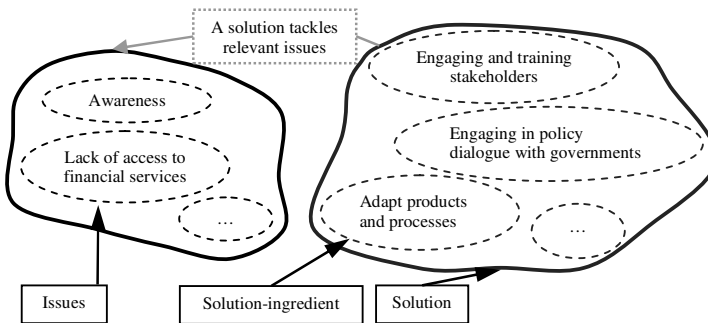 A solution tackles
relevant issues
Awareness
Lack of access to
financial services
…
Engaging and training
stakeholders
Engaging in policy
dialogue with governments
Adapt products
and processes
…
Issues
Solution-ingredient
Solution